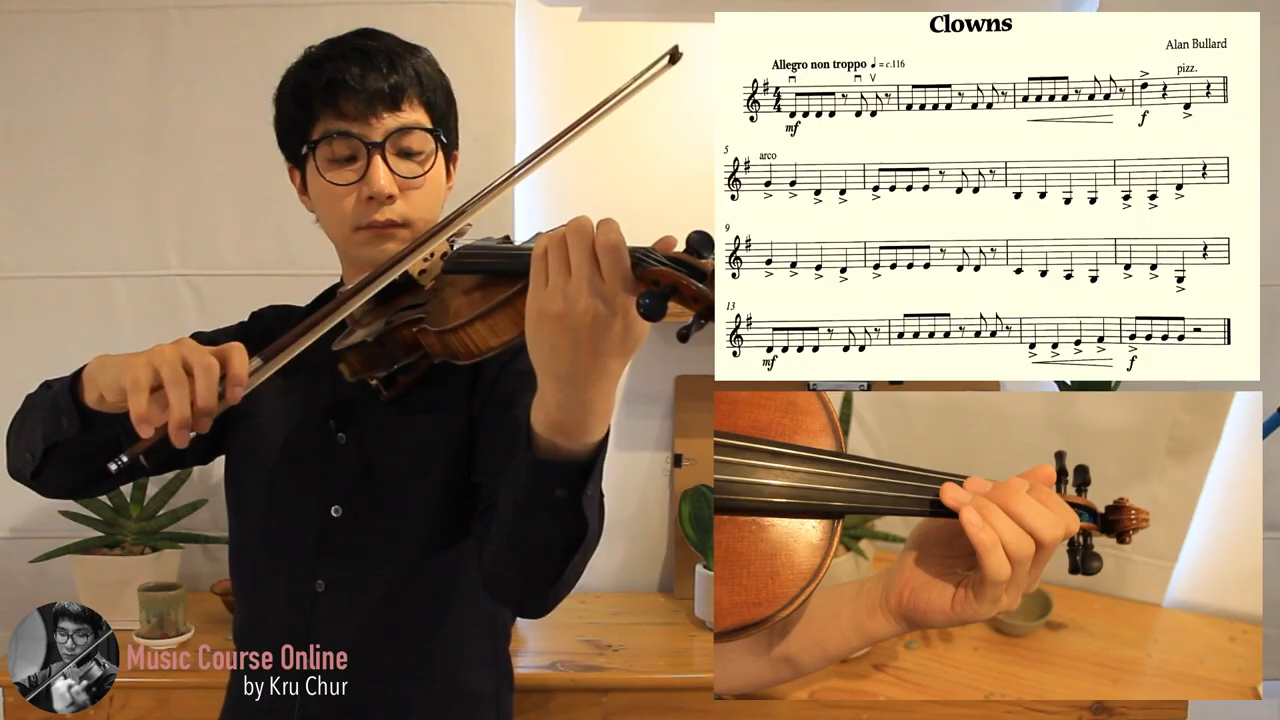 Clowns
Alan Bullard
Allegro non troppo ♩ = c.116
pizz.
mf
f
5
arco
9
13
mf
f
Music Course Online
by Kru Chur